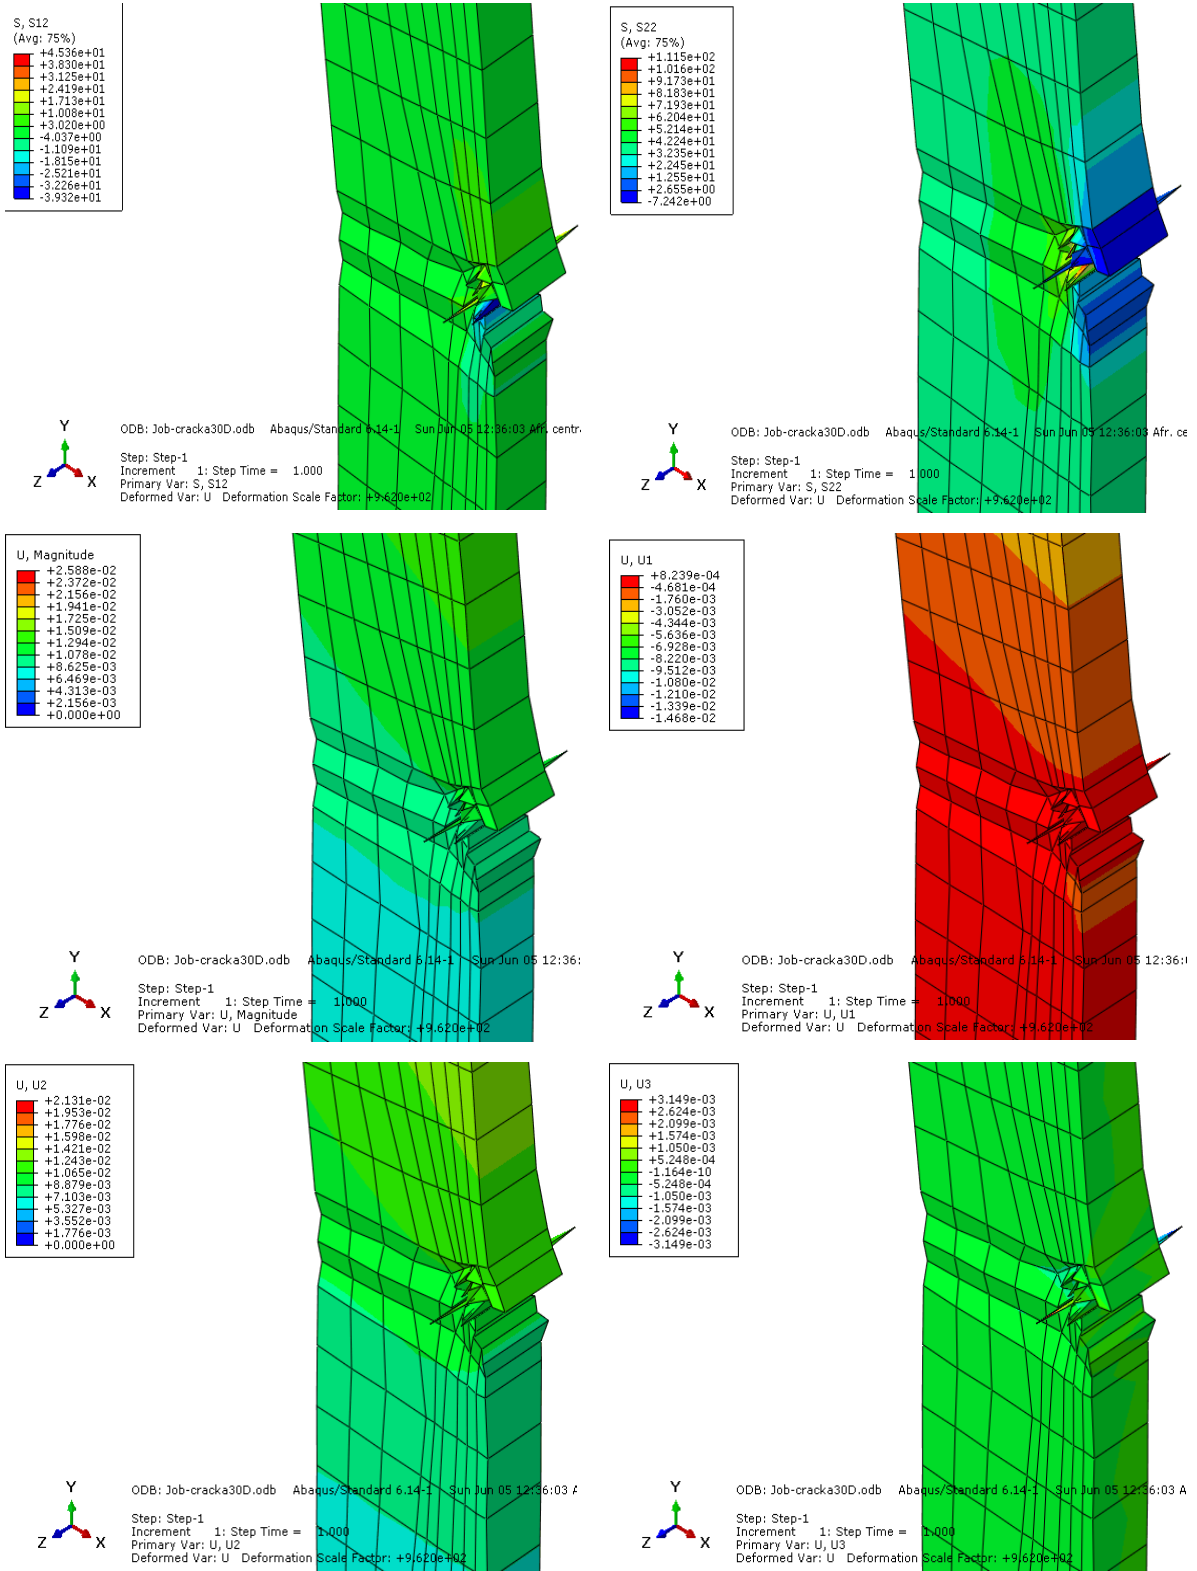 S, S12
(Avg: 75%)
+4.536e+01
+3.830e+01
+3.125e+01
+2.419e+01
+1.713e+01
+1.008e+01
+3.020e+00
-4.037e+00
-1.109e+01
-1.815e+01
-2.521e+01
-3.226e+01
-3.932e+01
Y
Z
X
ODB: Job-cracka30D.odb Abaqus/Standard 6.14-1 Sun Jun 05 12:36:03 Afr. centr
Step: Step-1
Increment 1: Step Time = 1.000
Primary Var: S, S12
Deformed Var: U Deformation Scale Factor: +9.620e+02
S, S22
(Avg: 75%)
+1.115e+02
+1.016e+02
+9.173e+01
+8.183e+01
+7.193e+01
+6.204e+01
+5.214e+01
+4.224e+01
+3.235e+01
+2.245e+01
+1.255e+01
+2.655e+00
-7.242e+00
Y
Z
X
ODB: Job-cracka30D.odb Abaqus/Standard 6.14-1 Sun Jun 05 12:36:03 Afr. ce
Step: Step-1
Increment 1: Step Time = 1.000
Primary Var: S, S22
Deformed Var: U Deformation Scale Factor: +9.620e+02
U, Magnitude
+2.588e-02
+2.372e-02
+2.156e-02
+1.941e-02
+1.725e-02
+1.509e-02
+1.294e-02
+1.078e-02
+8.625e-03
+6.469e-03
+4.313e-03
+2.156e-03
+0.000e+00
Y
Z
X
ODB: Job-cracka30D.odb Abaqus/Standard 6.14-1 Sun Jun 05 12:36:
Step: Step-1
Increment 1: Step Time = 1.000
Primary Var: U, Magnitude
Deformed Var: U Deformation Scale Factor: +9.620e+02
U, U1
+8.239e-04
-4.681e-04
-1.760e-03
-3.052e-03
-4.344e-03
-5.636e-03
-6.928e-03
-8.220e-03
-9.512e-03
-1.080e-02
-1.210e-02
-1.339e-02
-1.468e-02
Y
Z
X
ODB: Job-cracka30D.odb Abaqus/Standard 6.14-1 Sun Jun 05 12:36:
Step: Step-1
Increment 1: Step Time = 1.000
Primary Var: U, U1
Deformed Var: U Deformation Scale Factor: +9.620e+02
U, U2
+2.131e-02
+1.953e-02
+1.776e-02
+1.598e-02
+1.421e-02
+1.243e-02
+1.065e-02
+8.879e-03
+7.103e-03
+5.327e-03
+3.552e-03
+1.776e-03
+0.000e+00
Y
Z
X
ODB: Job-cracka30D.odb Abaqus/Standard 6.14-1 Sun Jun 05 12:36:03 A
Step: Step-1
Increment 1: Step Time = 1.000
Primary Var: U, U2
Deformed Var: U Deformation Scale Factor: +9.620e+02
U, U3
+3.149e-03
+2.624e-03
+2.099e-03
+1.574e-03
+1.050e-03
+5.248e-04
-1.164e-10
-5.248e-04
-1.050e-03
-1.574e-03
-2.099e-03
-2.624e-03
-3.149e-03
Y
Z
X
ODB: Job-cracka30D.odb Abaqus/Standard 6.14-1 Sun Jun 05 12:36:03 A
Step: Step-1
Increment 1: Step Time = 1.000
Primary Var: U, U3
Deformed Var: U Deformation Scale Factor: +9.620e+02